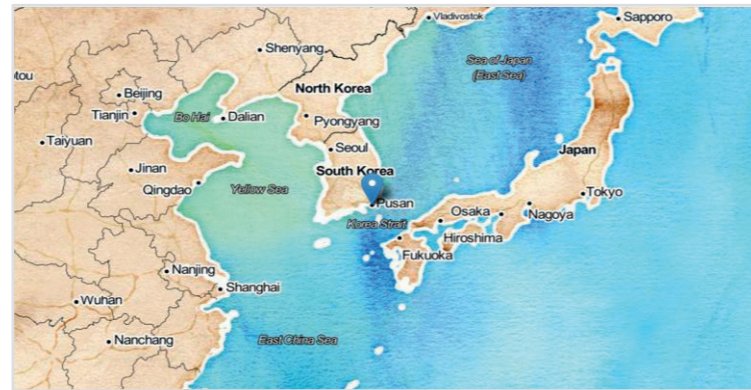 Vladivostok
Sapporo
Shenyang
Sea of Japan
(East Sea)
otou
Beijing
North Korea
Tianjin
Bo Hai
Dalian
Pyongyang
Taiyuan
Seoul
Japan
Jinan
South Korea
Qingdao
Yellow Sea
Pusan
Tokyo
Osaka
Nagoya
Korea Strait
Hiroshima
Fukuoka
Nanjing
Shanghai
Wuhan
East China Sea
Nanchang